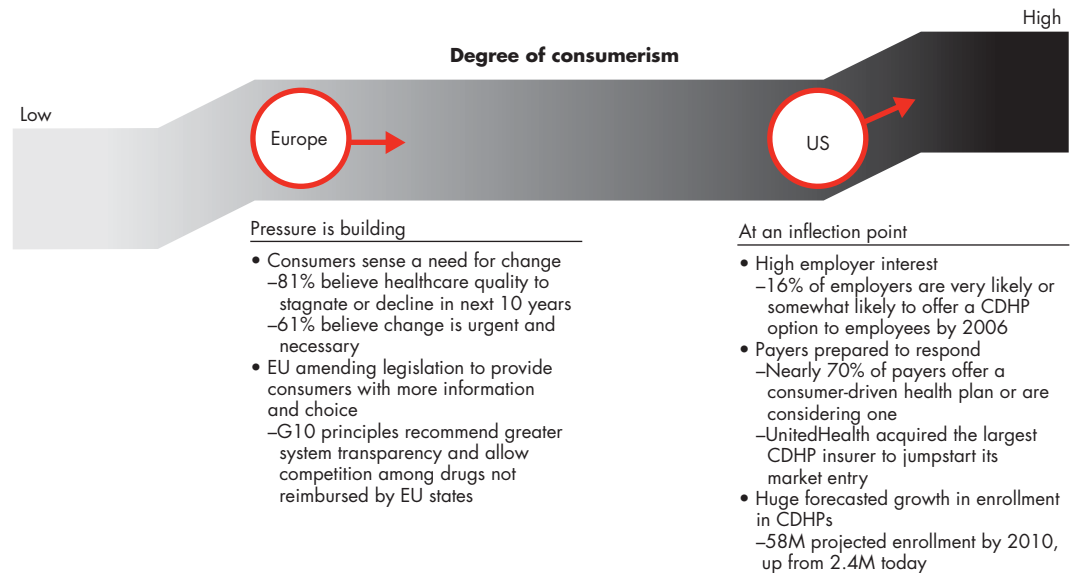 High
Degree of consumerism
Low
Europe
US
Pressure is building
• Consumers sense a need for change
–81% believe healthcare quality to
stagnate or decline in next 10 years
–61% believe change is urgent and
necessary
• EU amending legislation to provide
consumers with more information
and choice
–G10 principles recommend greater
system transparency and allow
competition among drugs not
reimbursed by EU states
At an inflection point
• High employer interest
–16% of employers are very likely or
somewhat likely to offer a CDHP
option to employees by 2006
• Payers prepared to respond
–Nearly 70% of payers offer a
consumer-driven health plan or are
considering one
–UnitedHealth acquired the largest
CDHP insurer to jumpstart its
market entry
• Huge forecasted growth in enrollment
in CDHPs
–58M projected enrollment by 2010,
up from 2.4M today